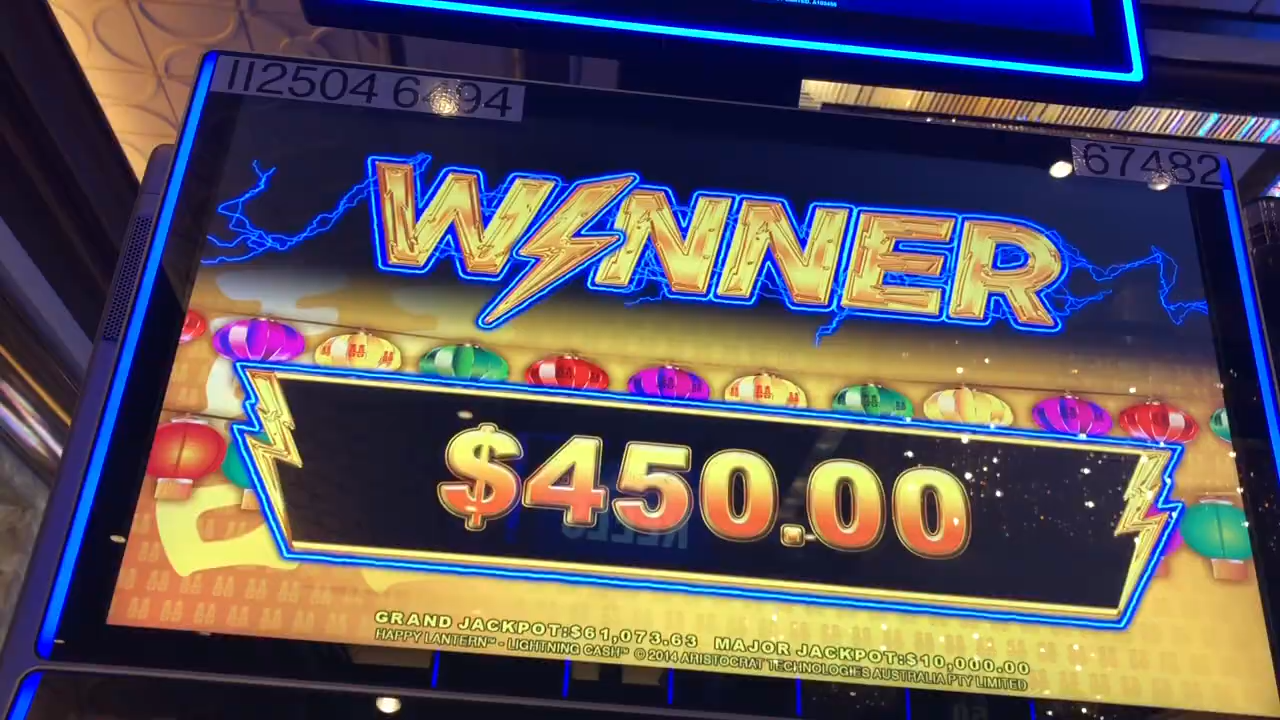 112504 6494
67482
WINNER
$450.00
GRAND JACKPOT:$61,073.63 MAJOR JACKPOT:$10,000.00
HAPPY LANTERN™ - LIGHTNING CASH™ © 2014 ARISTOCRAT TECHNOLOGIES AUSTRALIA PTY LIMITED